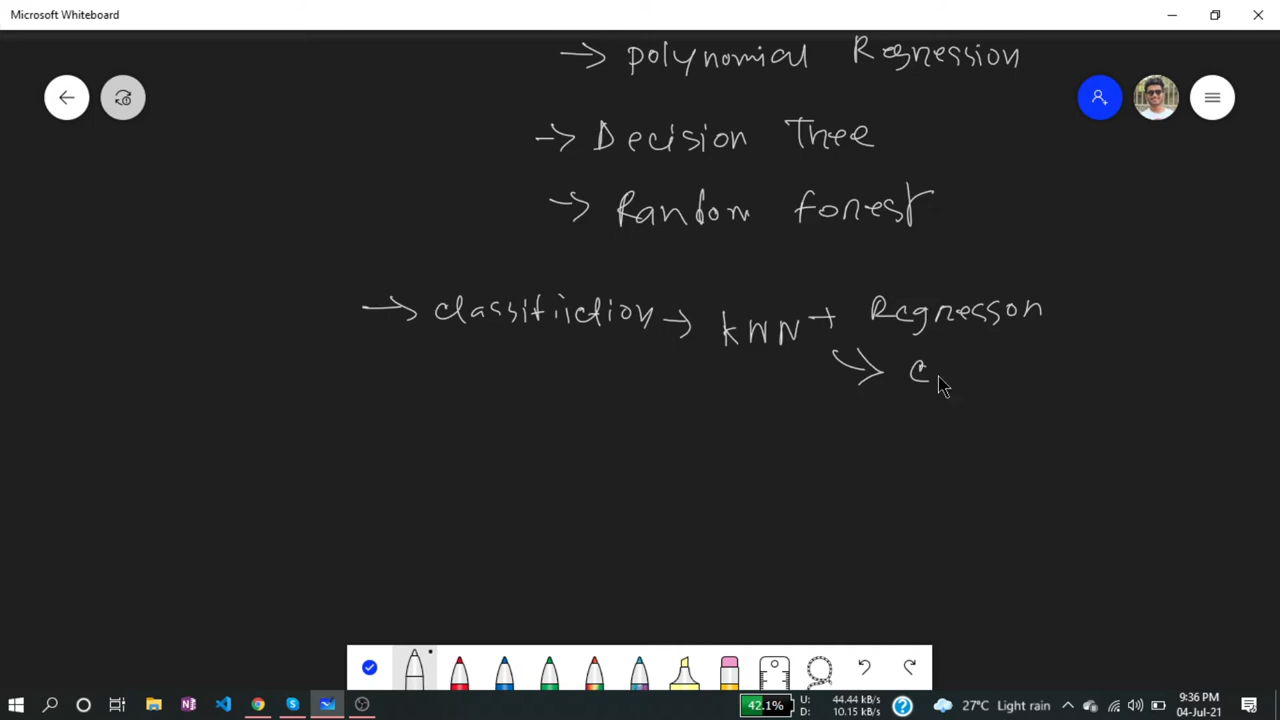 Microsoft Whiteboard
→ polynomial Regression
→ Decision Tree
→ Random forest
→ classifiiction → KNN + Regresson
→ C
42.1%
U: 44.44 kB/s
D: 10.15 kB/s
27°C Light rain
9:36 PM
04-Jul-21